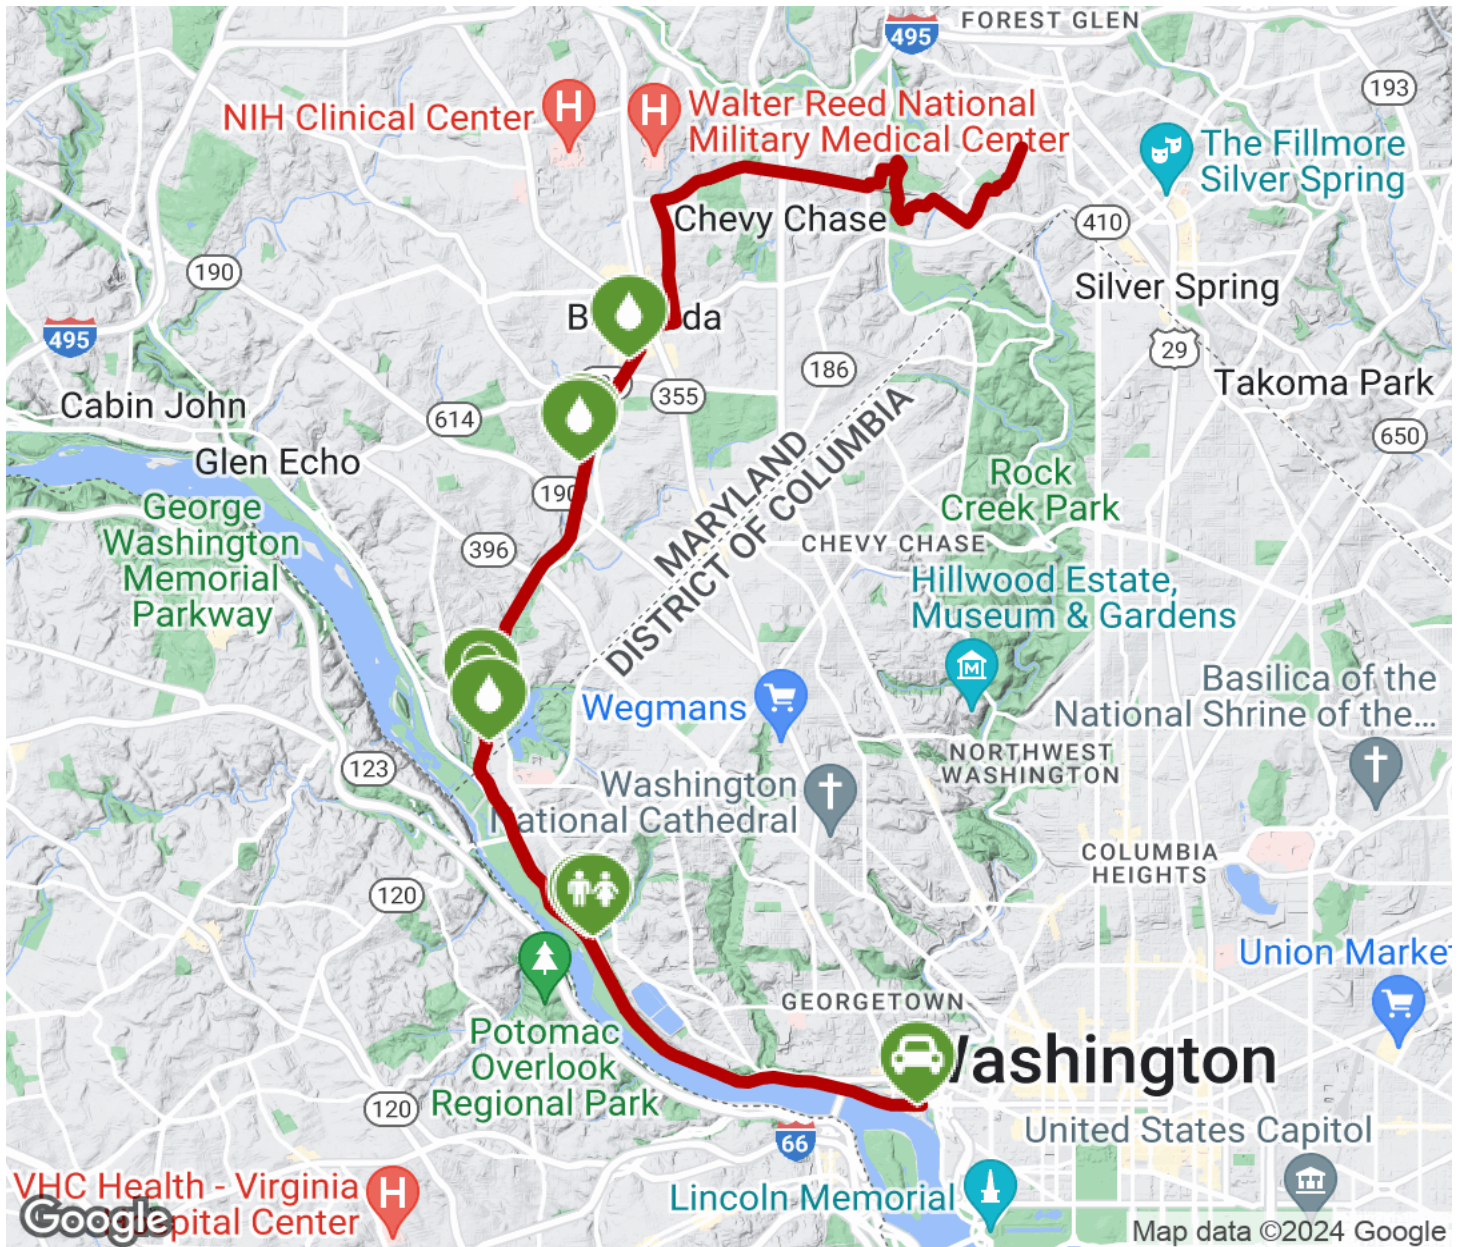 FOREST GLEN
495
193
NIH Clinical Center
H
H
Walter Reed National
Military Medical Center
The Fillmore
Silver Spring
Chevy Chase
410
190
Silver Spring
B
da
495
29
186
Takoma Park
355
Cabin John
614
650
Glen Echo
MARYLAND
DISTRICT OF COLUMBIA
Rock
Creek Park
190
George
Washington
Memorial
Parkway
396
CHEVY CHASE
Hillwood Estate,
Museum & Gardens
M
Basilica of the
National Shrine of the...
Wegmans
NORTHWEST
WASHINGTON
123
Washington
National Cathedral
COLUMBIA
HEIGHTS
120
Union Marke
GEORGETOWN
Potomac
Overlook
Regional Park
Washington
120
66
United States Capitol
VHC Health - Virginia
Hospital Center
H
Lincoln Memorial
Google
Map data ©2024 Google